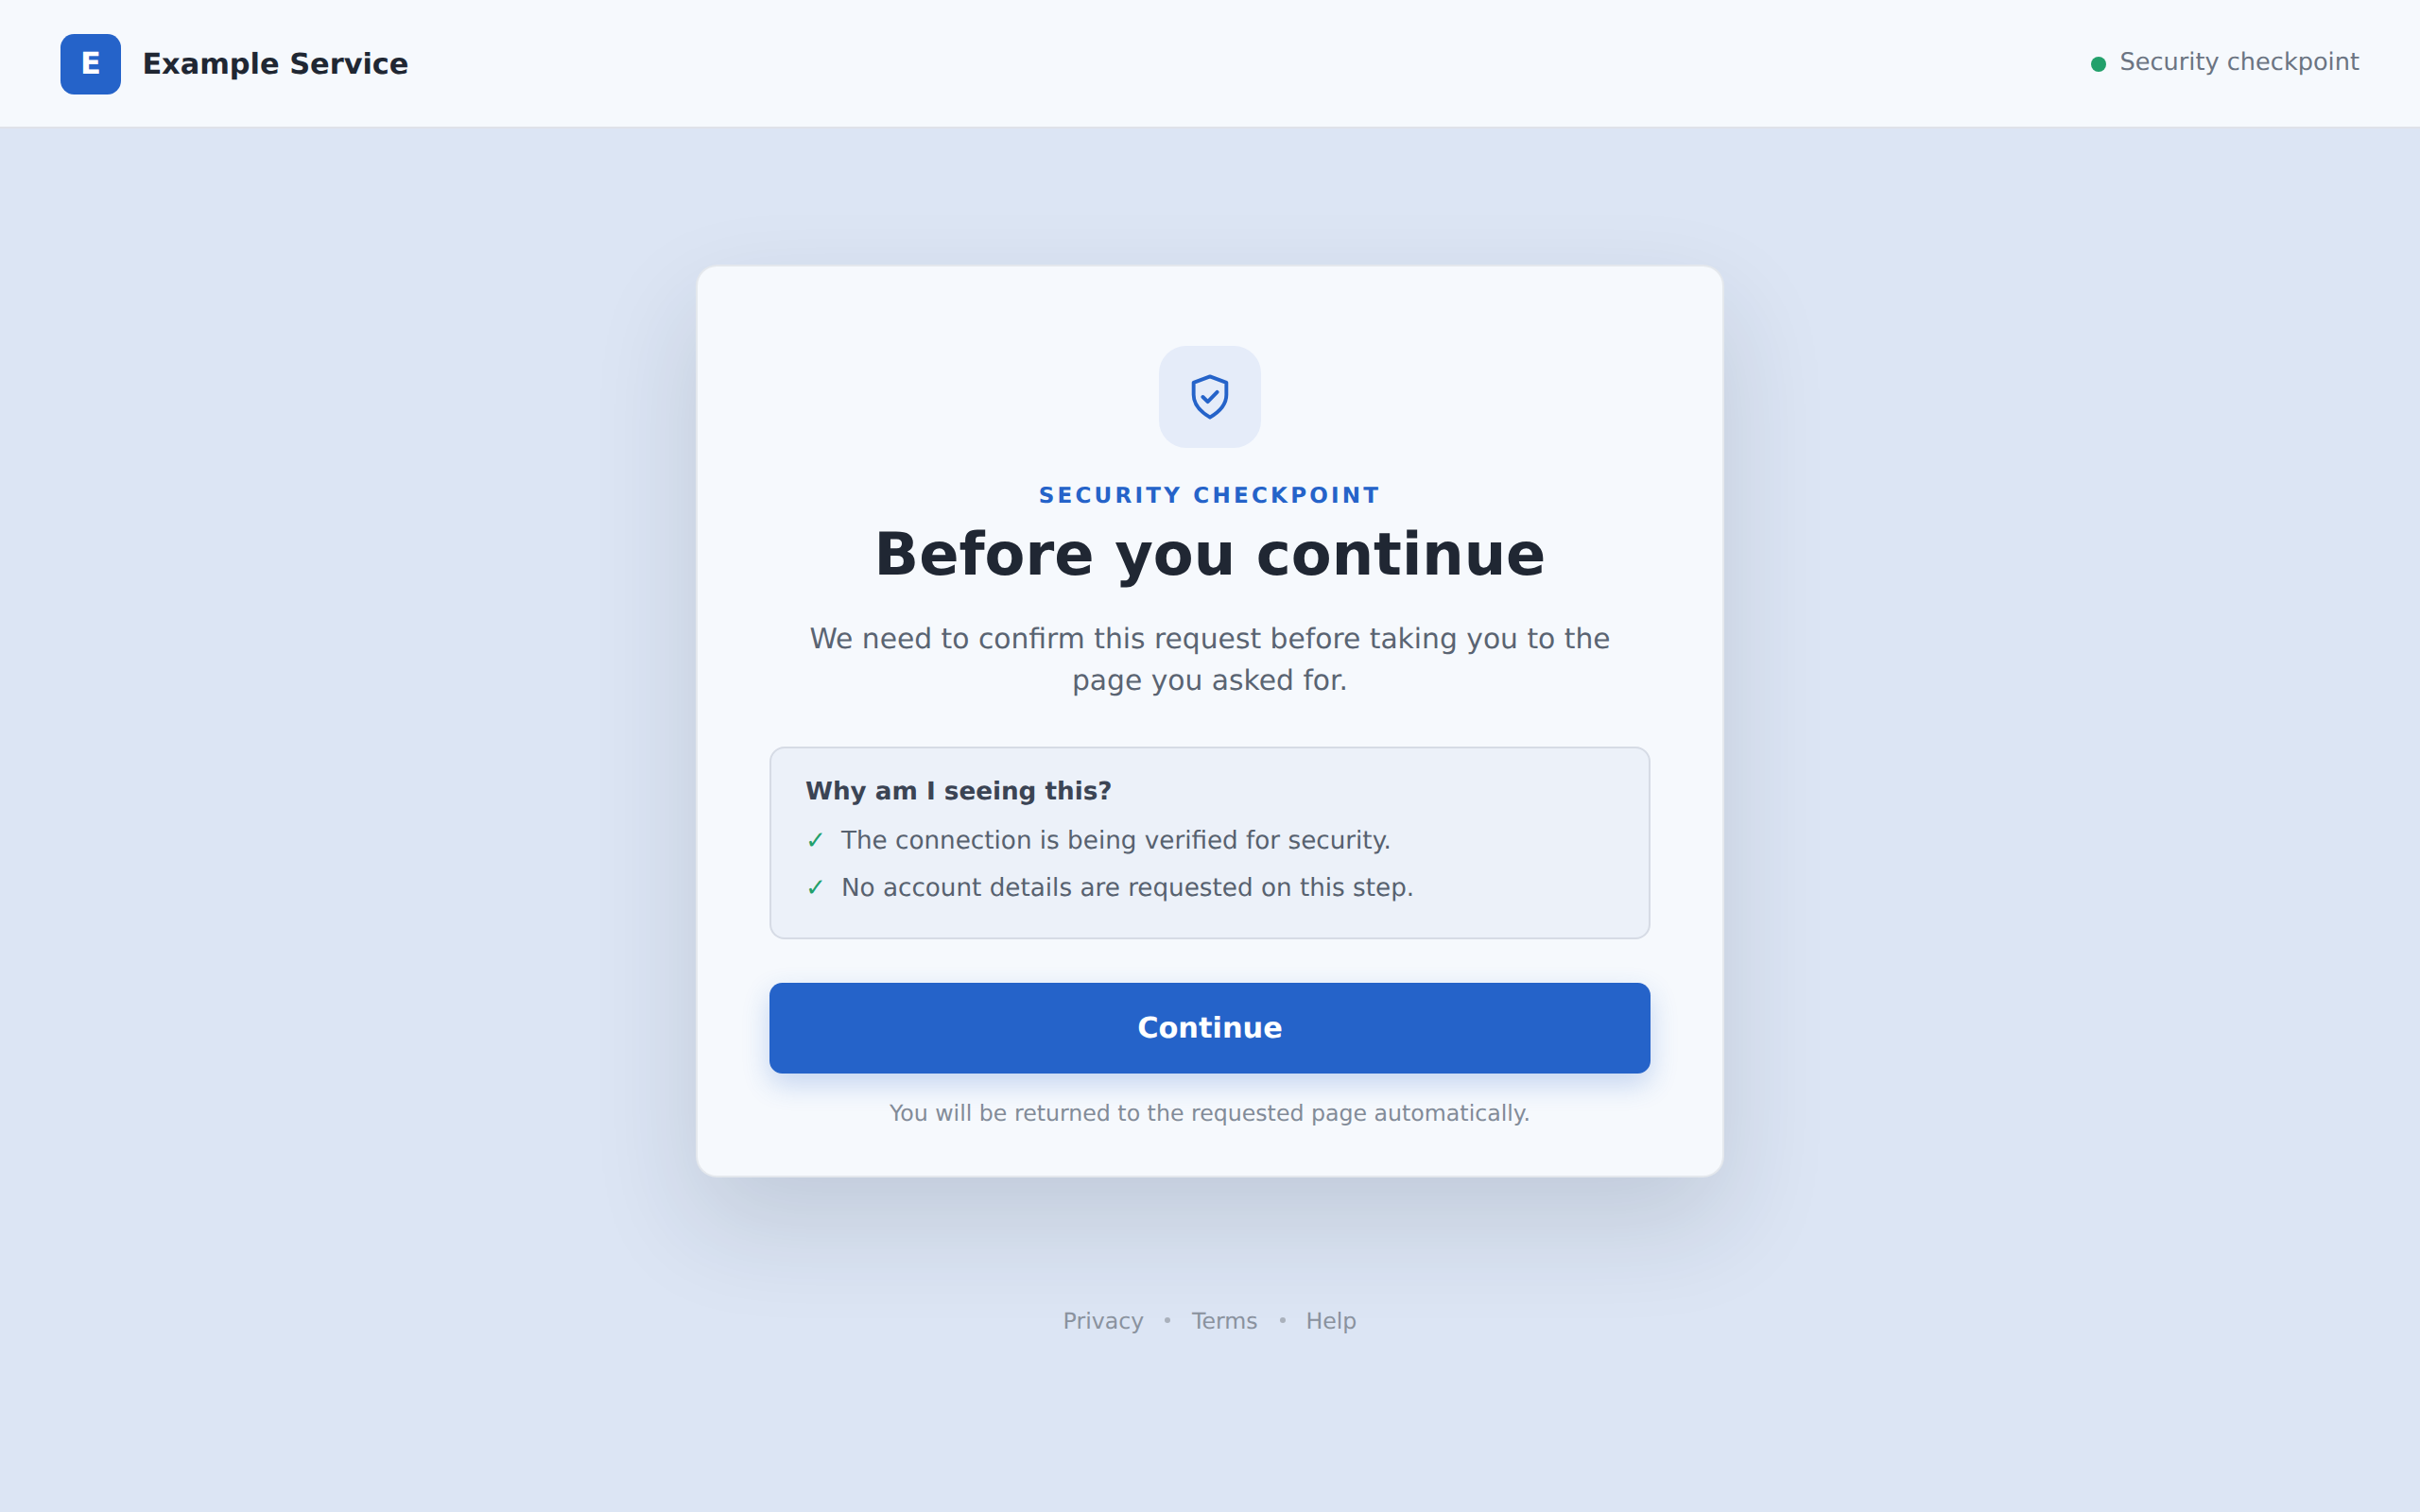 E
Example Service
Security checkpoint
SECURITY CHECKPOINT
Before you continue
We need to confirm this request before taking you to the
page you asked for.
Why am I seeing this?
✓ The connection is being verified for security.
✓ No account details are requested on this step.
Continue
You will be returned to the requested page automatically.
Privacy • Terms • Help